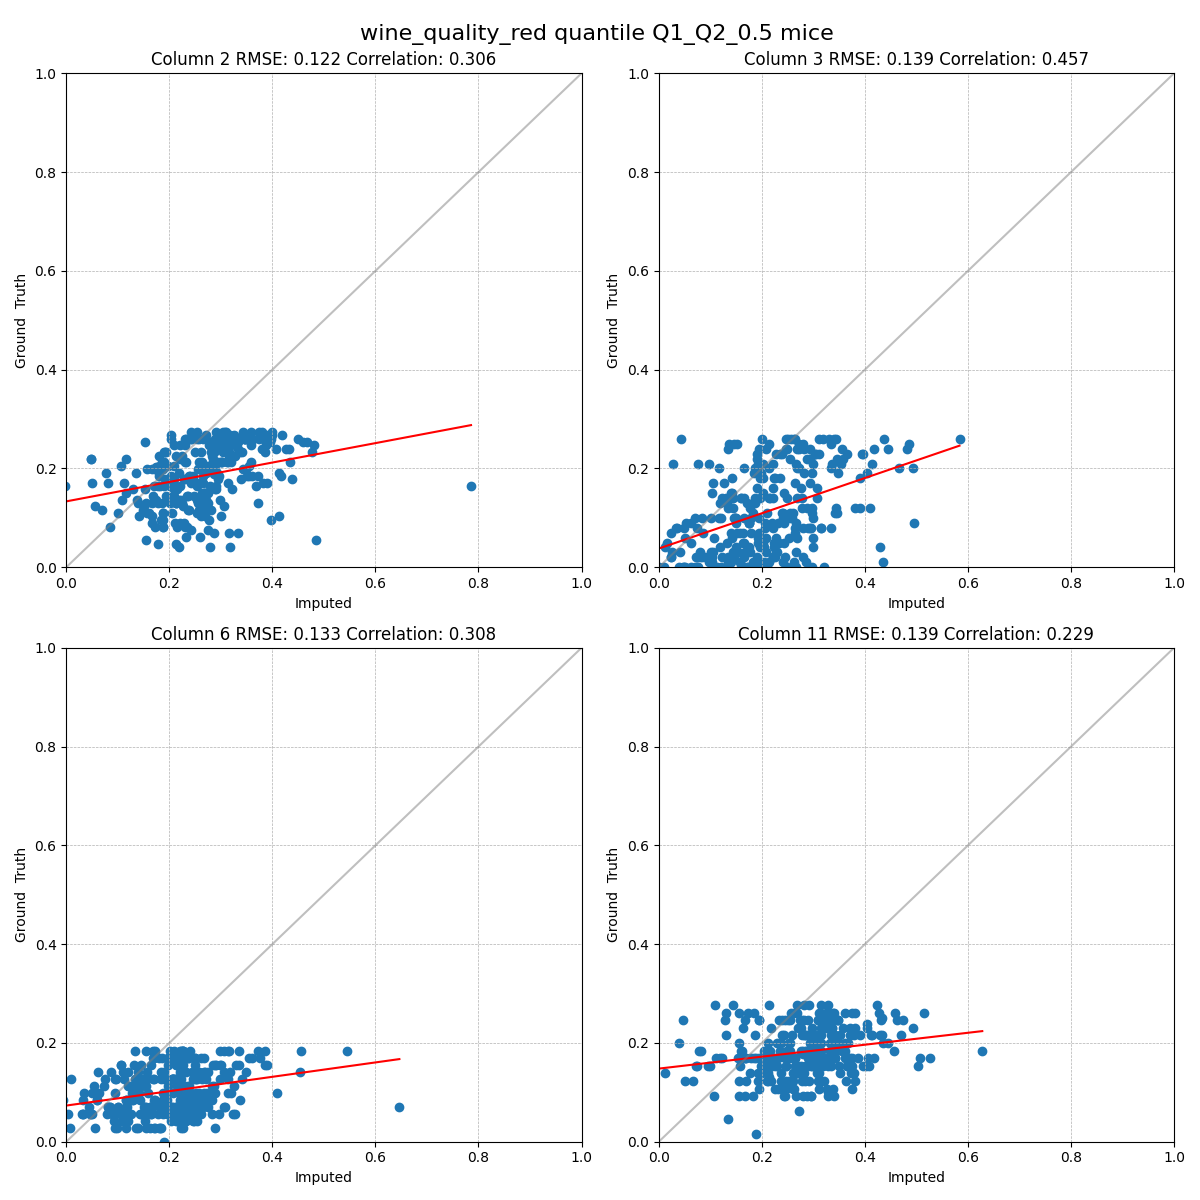 wine_quality_red quantile Q1_Q2_0.5 mice
Column 2 RMSE: 0.122 Correlation: 0.306
1.0
0.8
0.6
0.4
0.2
0.0
Ground Truth
0.0 0.2 0.4 0.6 0.8 1.0
Imputed
Column 3 RMSE: 0.139 Correlation: 0.457
1.0
0.8
0.6
0.4
0.2
0.0
Ground Truth
0.0 0.2 0.4 0.6 0.8 1.0
Imputed
Column 6 RMSE: 0.133 Correlation: 0.308
1.0
0.8
0.6
0.4
0.2
0.0
Ground Truth
0.0 0.2 0.4 0.6 0.8 1.0
Imputed
Column 11 RMSE: 0.139 Correlation: 0.229
1.0
0.8
0.6
0.4
0.2
0.0
Ground Truth
0.0 0.2 0.4 0.6 0.8 1.0
Imputed